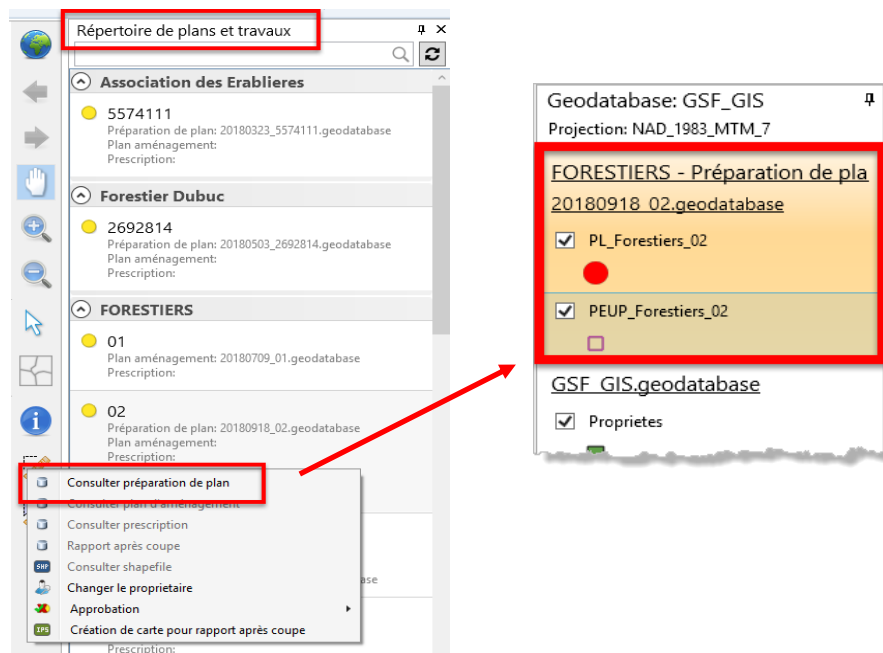 Répertoire de plans et travaux
Association des Erablieres
5574111
Préparation de plan: 20180323_5574111.geodatabase
Plan aménagement:
Prescription:
Forestier Dubuc
2692814
Préparation de plan: 20180503_2692814.geodatabase
Plan aménagement:
Prescription:
FORESTIERS
01
Plan aménagement: 20180709_01.geodatabase
Prescription:
02
Préparation de plan: 20180918_02.geodatabase
Plan aménagement:
Prescription:
Consulter préparation de plan
Consulter plan d'aménagement
Consulter prescription
Rapport après coupe
SHP Consulter shapefile
Changer le proprietaire
Approbation
IPS Création de carte pour rapport après coupe
ase
Prescription:
Geodatabase: GSF_GIS
Projection: NAD_1983_MTM_7
FORESTIERS - Préparation de pla
20180918_02.geodatabase
PL_Forestiers_02
PEUP_Forestiers_02
GSF_GIS.geodatabase
Proprietes